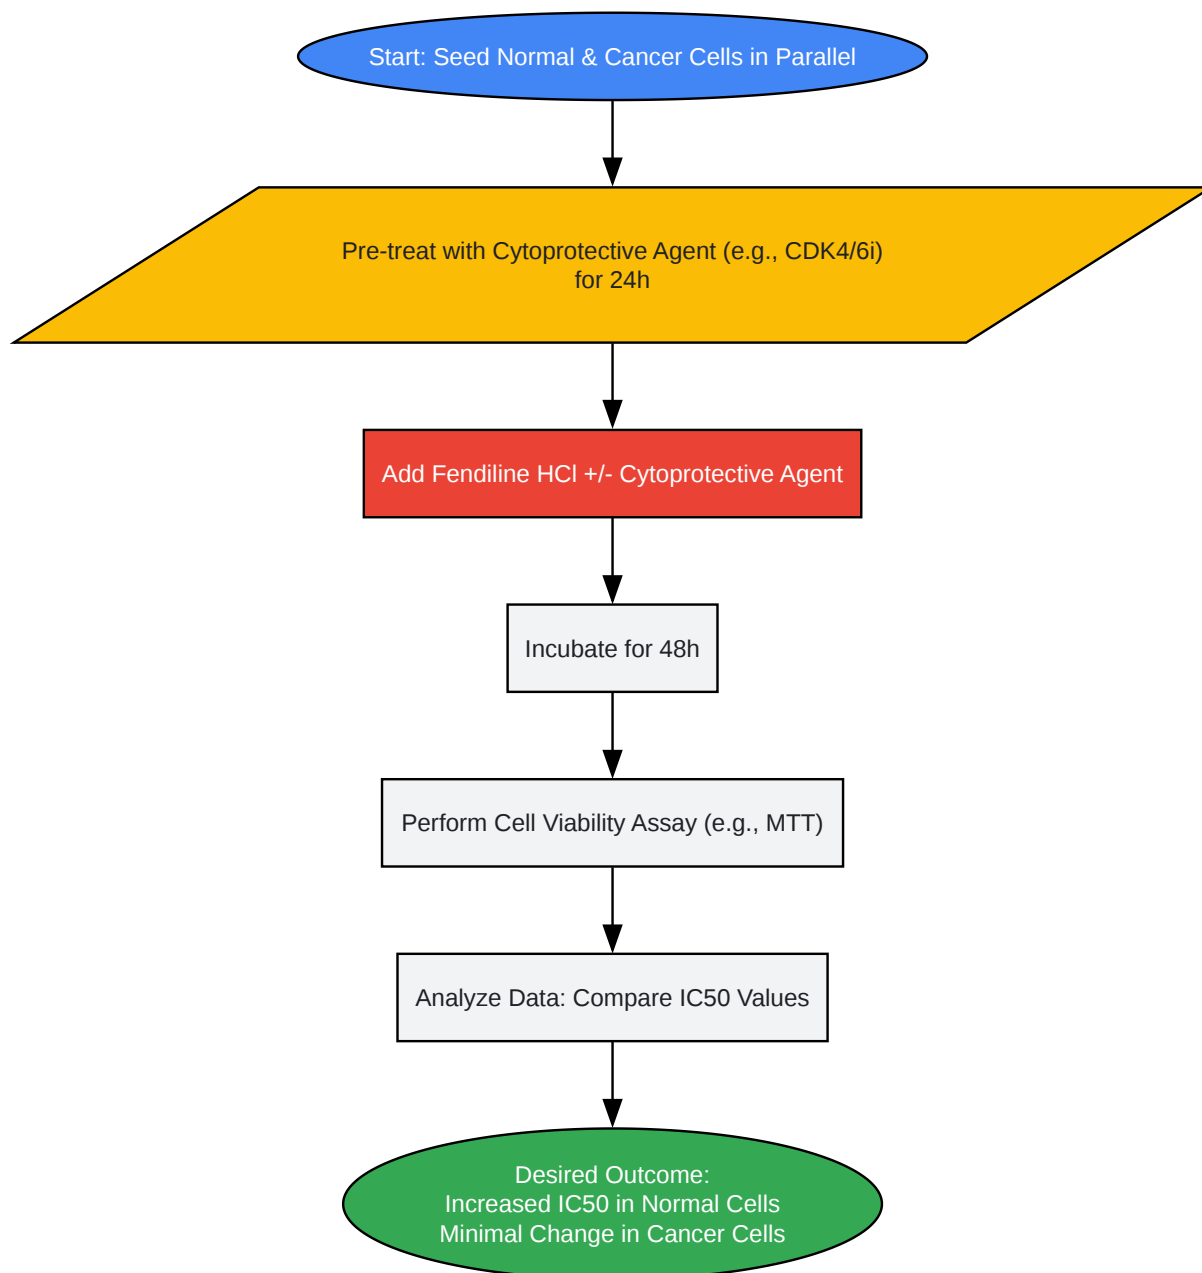 Start: Seed Normal & Cancer Cells in Parallel
Pre-treat with Cytoprotective Agent (e.g., CDK4/6i)
for 24h
Add Fendiline HCl +/- Cytoprotective Agent
Incubate for 48h
Perform Cell Viability Assay (e.g., MTT)
Analyze Data: Compare IC50 Values
Desired Outcome:
Increased IC50 in Normal Cells
Minimal Change in Cancer Cells